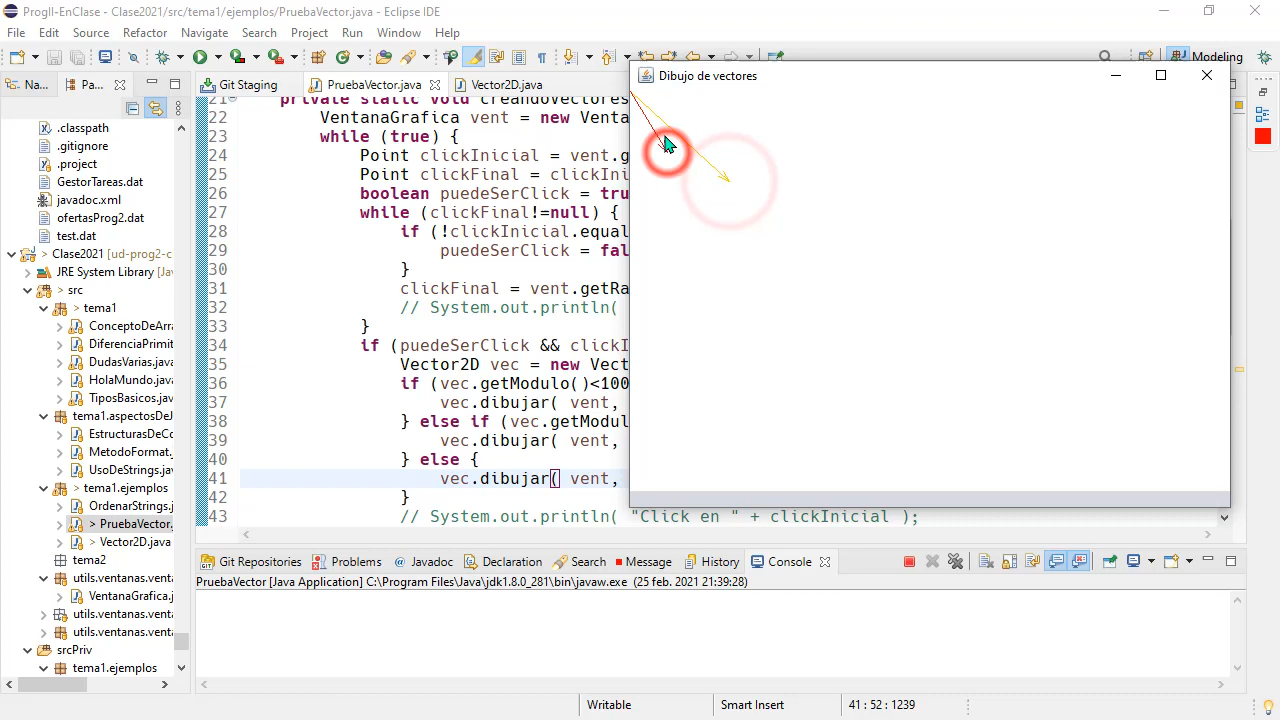 ProgII-EnClase - Clase2021/src/tema1/ejemplos/PruebaVector.java - Eclipse IDE
File Edit Source Refactor Navigate Search Project Run Window Help
Modeling
Na... Pa...
Git Staging PruebaVector.java Vector2D.java
Dibujo de vectores
.classpath
.gitignore
.project
GestorTareas.dat
javadoc.xml
ofertasProg2.dat
test.dat
Clase2021 [ud-prog2-c
JRE System Library [JavaS
> src
> tema1
ConceptoDeArra
DiferenciaPrimit
DudasVarias.java
HolaMundo.java
TiposBasicos.java
tema1.aspectosDeJ
EstructurasDeCo
MetodoFormat.j
UsoDeStrings.java
> tema1.ejemplos
OrdenarStrings.j
> PruebaVector.
> Vector2D.java
tema2
utils.ventanas.vent
VentanaGrafica.j
utils.ventanas.vent
utils.ventanas.vent
srcPriv
tema1.ejemplos
21 private static void creandoVectores
22 VentanaGrafica vent = new Venta
23 while (true) {
24 Point clickInicial = vent.g
25 Point clickFinal = clickIni
26 boolean puedeSerClick = tru
27 while (clickFinal!=null) {
28 if (!clickInicial.equal
29 puedeSerClick = fal
30 }
31 clickFinal = vent.getRa
32 // System.out.println(
33 }
34 if (puedeSerClick && clickI
35 Vector2D vec = new Vect
36 if (vec.getModulo()<100
37 vec.dibujar( vent,
38 } else if (vec.getModul
39 vec.dibujar( vent,
40 } else {
41 vec.dibujar( vent,
42 }
43 // System.out.println( "Click en " + clickInicial );
Git Repositories Problems Javadoc Declaration Search Message History Console
PruebaVector [Java Application] C:\Program Files\Java\jdk1.8.0_281\bin\javaw.exe (25 feb. 2021 21:39:28)
Writable Smart Insert 41 : 52 : 1239